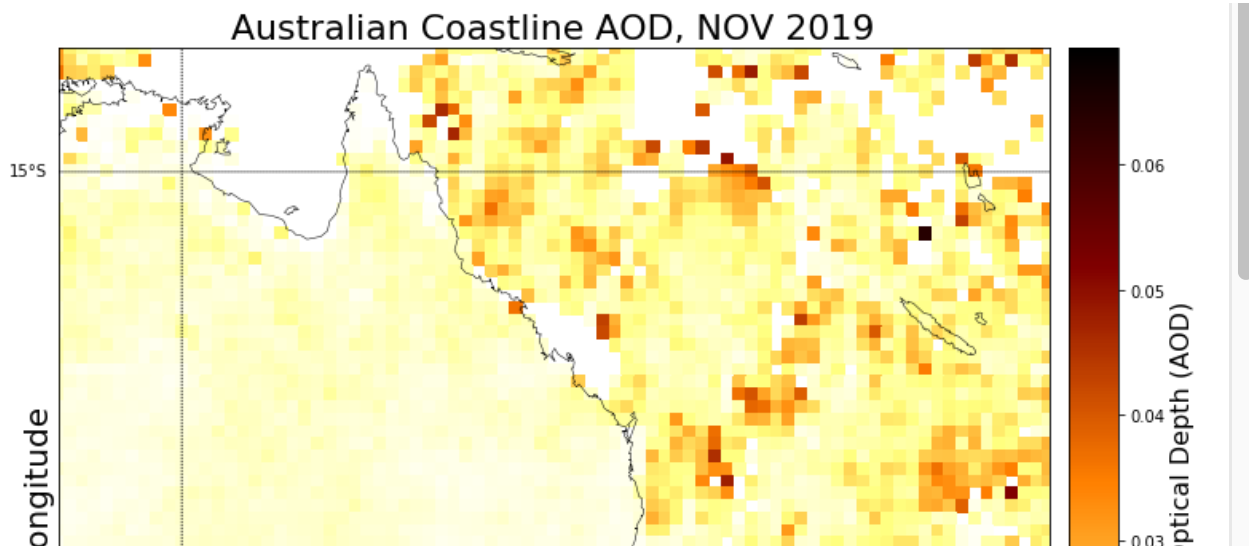 Australian Coastline AOD, NOV 2019
15°S
0.06
0.05
0.04
0.03
ongitude
ptical Depth (AOD)